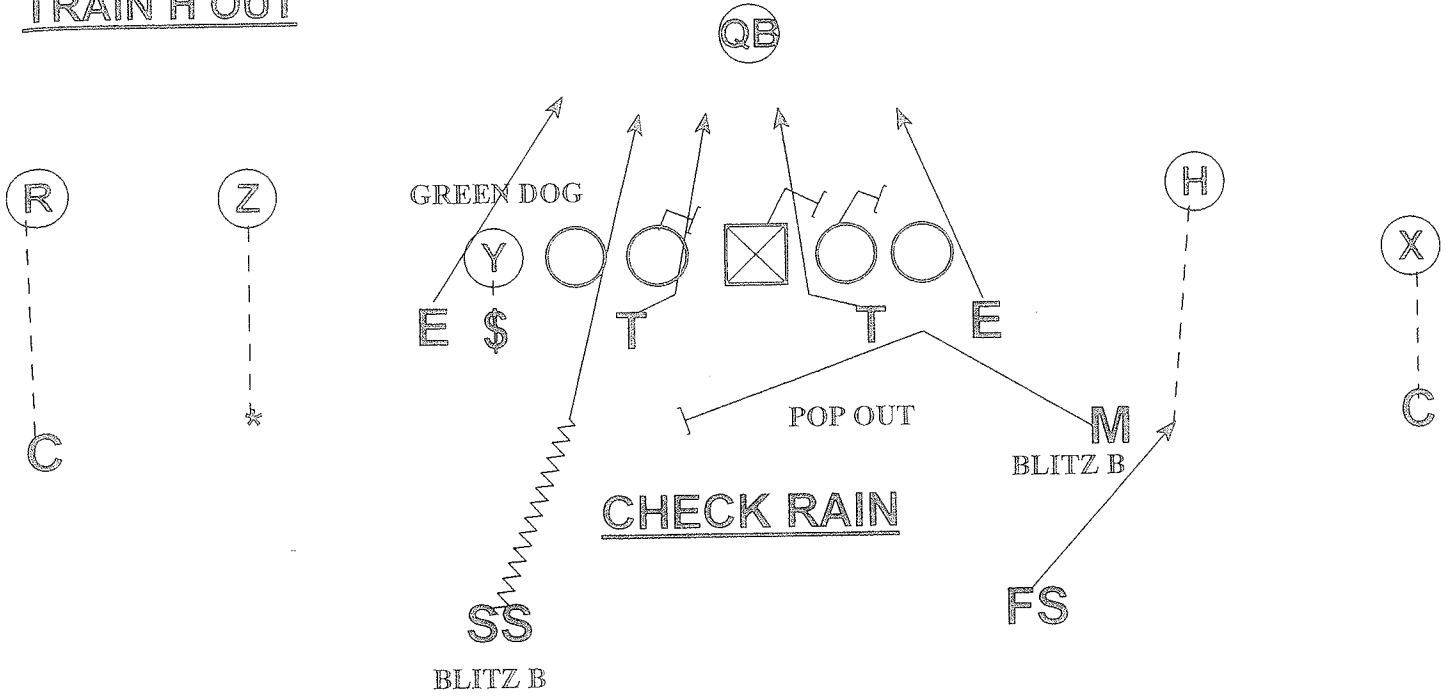 TRAIN H OUT
QB
R Z GREEN DOG H
Y X
E $ T T E
* POP OUT M C
C BLITZ B
CHECK RAIN
SS FS
BLITZ B